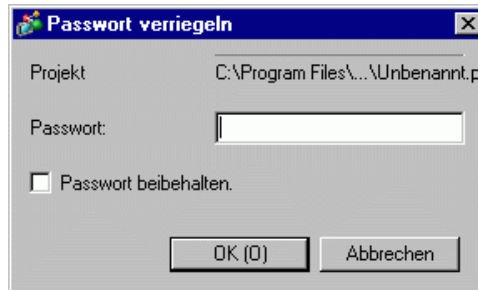 Passwort verriegeln
Projekt C:\Program Files\...\Unbenannt.p
Passwort:
Passwort beibehalten.
OK (O) Abbrechen